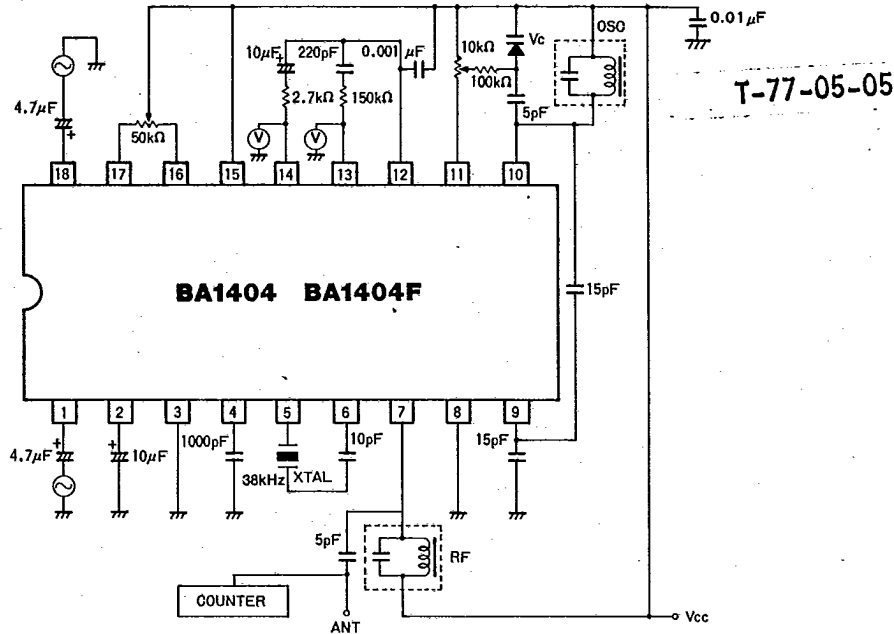 0.01μF
OSC
Vc
10μF+ 220pF 0.001 μF
10kΩ
T-77-05-05
100kΩ
4.7μF
+
2.7kΩ
150kΩ
5pF
50kΩ
V
V
18 17 16 15 14 13 12 11 10
BA1404 BA1404F
15pF
1 2 3 4 5 6 7 8 9
+
+
1000pF
10pF
15pF
4.7μF
10μF
38kHz XTAL
5pF
RF
COUNTER
ANT
Vcc